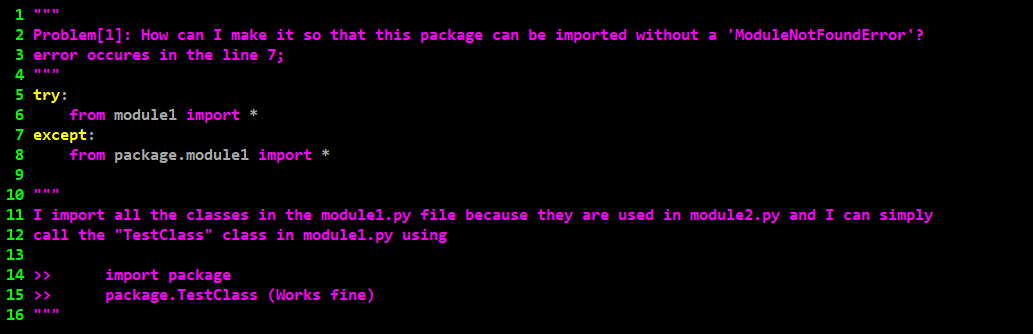 1 """
2 Problem[1]: How can I make it so that this package can be imported without a 'ModuleNotFoundError'?
3 error occures in the line 7;
4 """
5 try:
6     from module1 import *
7 except:
8     from package.module1 import *
9
10 """
11 I import all the classes in the module1.py file because they are used in module2.py and I can simply
12 call the "TestClass" class in module1.py using
13
14 >>      import package
15 >>      package.TestClass (Works fine)
16 """